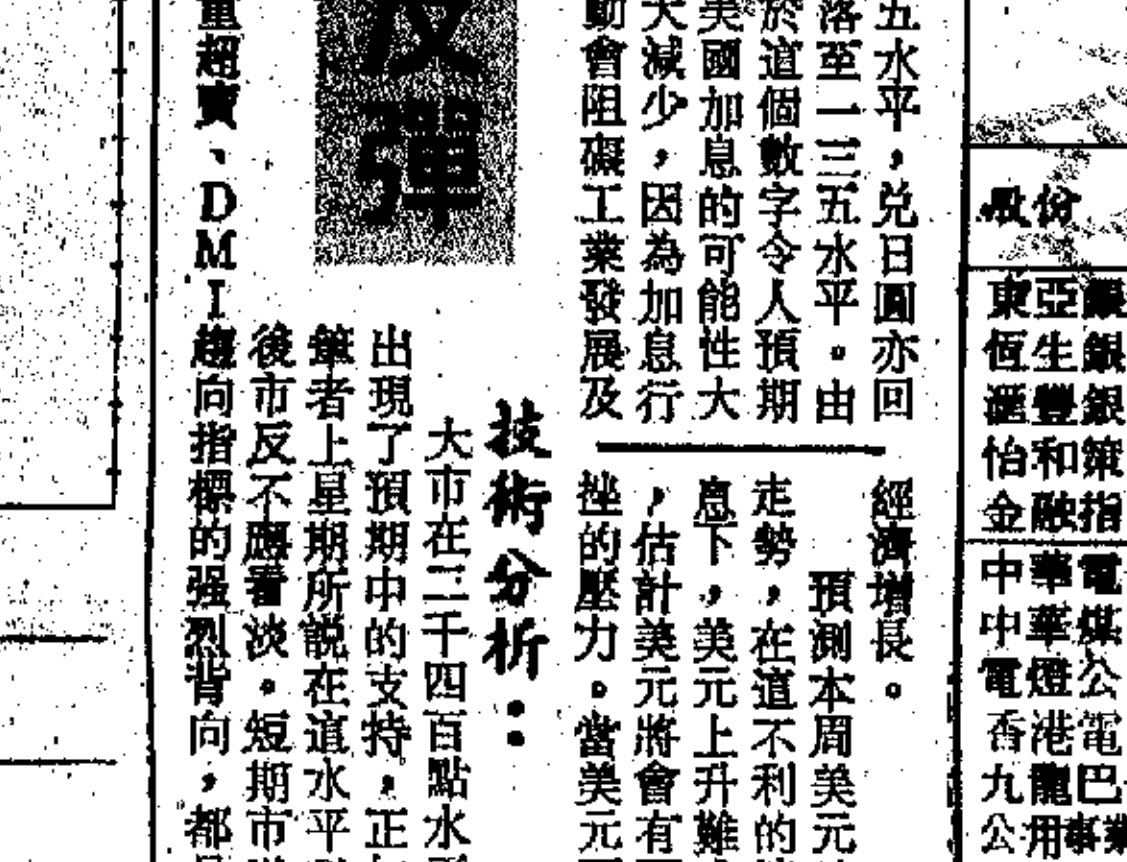 五水平，兌日圓亦回
落至一三三五水平。由
於這個數字令人預期
美國加息的可能性大
大減少，因為加息行
動會阻礙工業發展及
經濟增長。
預測本周美元
走勢，在這不利的
息下，美元上升難
，估計美元將會有
挫的壓力。當美元
反彈
技術分析：
大市在三千四百點水
出現了預期中的支持，正
筆者上星期所說在這水平
後市反不應看淡。短期市
重超賣、DMI趨向指標的强烈背向，都
股份
東亞銀
恆生銀
滙豐銀
怡和策
金融指
中華電
中華煤
電燈公
香港電
九龍巴
公用事業